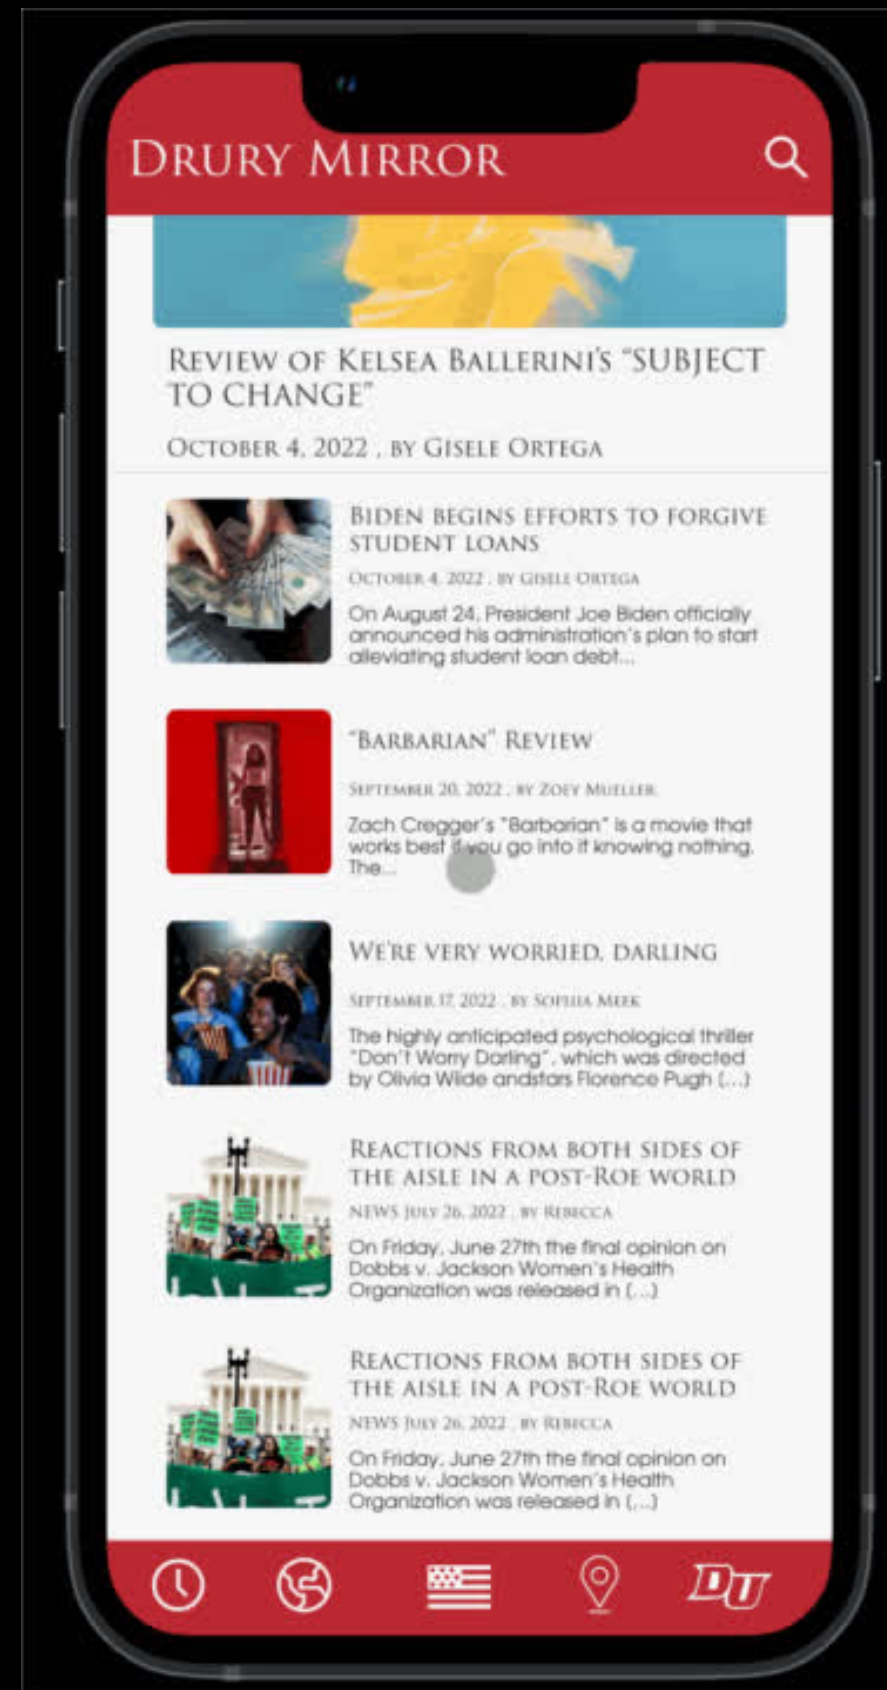 DRURY MIRROR
REVIEW OF KELSEA BALLERINI'S “SUBJECT
TO CHANGE”
OCTOBER 4, 2022 , BY GISELE ORTEGA
BIDEN BEGINS EFFORTS TO FORGIVE
STUDENT LOANS
OCTOBER 4, 2022 , BY GISELE ORTEGA
On August 24, President Joe Biden officially
announced his administration's plan to start
alleviating student loan debt...
“BARBARIAN” REVIEW
SEPTEMBER 20, 2022 , BY ZOEY MUELLER
Zach Cregger's "Barbarian" is a movie that
works best if you go into it knowing nothing.
The...
WE'RE VERY WORRIED, DARLING
SEPTEMBER 17, 2022 , BY SOPHIA MEEK
The highly anticipated psychological thriller
"Don't Worry Darling", which was directed
by Olivia Wilde andstars Florence Pugh (...)
REACTIONS FROM BOTH SIDES OF
THE AISLE IN A POST-ROE WORLD
NEWS JULY 26, 2022 , BY REBECCA
On Friday, June 27th the final opinion on
Dobbs v. Jackson Women's Health
Organization was released in (...)
REACTIONS FROM BOTH SIDES OF
THE AISLE IN A POST-ROE WORLD
NEWS JULY 26, 2022 , BY REBECCA
On Friday, June 27th the final opinion on
Dobbs v. Jackson Women's Health
Organization was released in (...)
DU